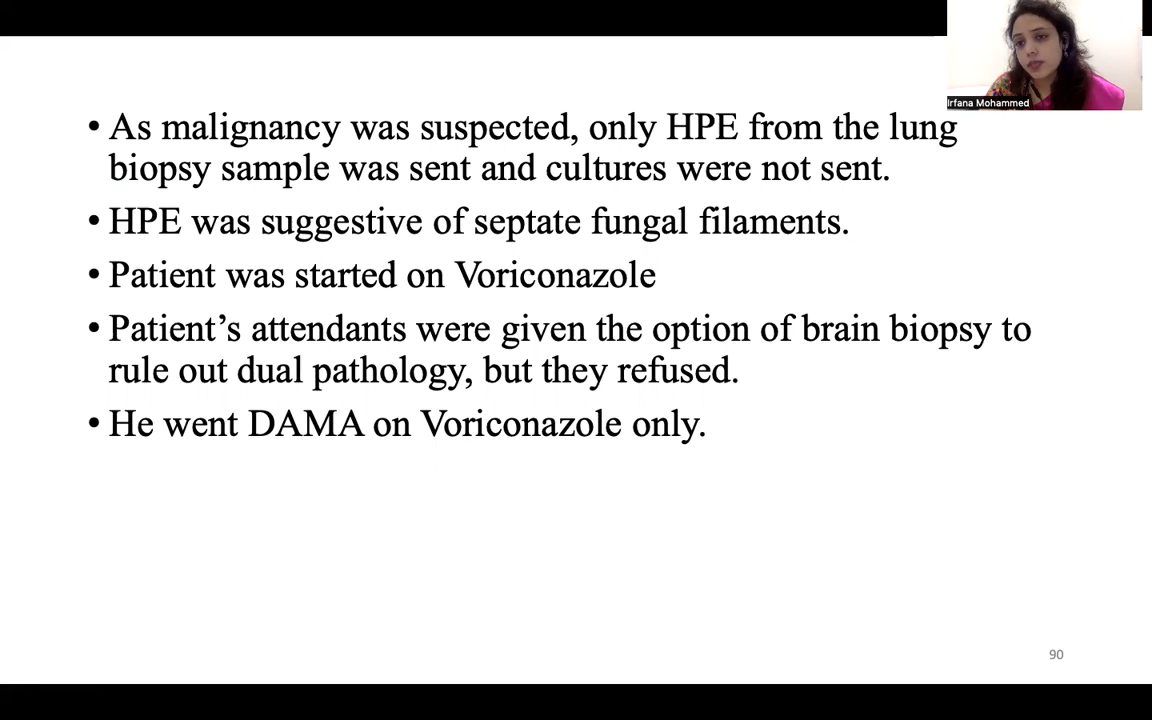 Irfana Mohammed
• As malignancy was suspected, only HPE from the lung
biopsy sample was sent and cultures were not sent.
• HPE was suggestive of septate fungal filaments.
• Patient was started on Voriconazole
• Patient’s attendants were given the option of brain biopsy to
rule out dual pathology, but they refused.
• He went DAMA on Voriconazole only.
90